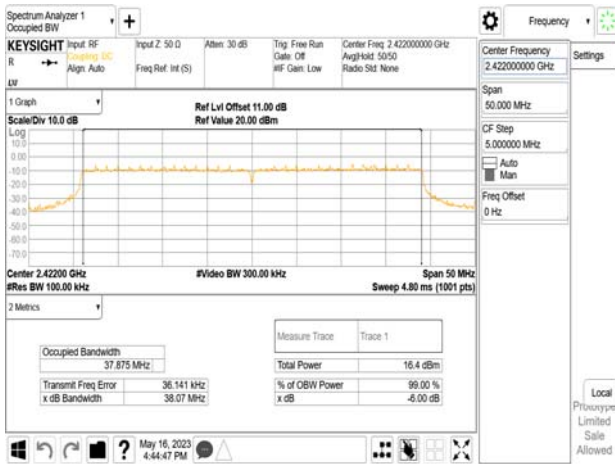 Spectrum Analyzer 1
Occupied BW
Frequency
KEYSIGHT
R
Input: RF
Coupling: DC
Align: Auto
Input Z: 50 Ω
Freq Ref: Int (S)
Atten: 30 dB
Trig: Free Run
Gate: Off
#IF Gain: Low
Center Freq: 2.422000000 GHz
Avg|Hold: 50/50
Radio Std: None
LXI
1 Graph
Scale/Div 10.0 dB
Ref Lvl Offset 11.00 dB
Ref Value 20.00 dBm
Log
10.0
0.00
-10.0
-20.0
-30.0
-40.0
-50.0
-60.0
-70.0
Center 2.42200 GHz
#Res BW 100.00 kHz
#Video BW 300.00 kHz
Span 50 MHz
Sweep 4.80 ms (1001 pts)
2 Metrics
Measure Trace Trace 1
Occupied Bandwidth
37.875 MHz
Total Power 16.4 dBm
Transmit Freq Error 36.141 kHz
% of OBW Power 99.00 %
x dB Bandwidth 38.07 MHz
x dB -6.00 dB
Center Frequency
2.422000000 GHz
Settings
Span
50.000 MHz
CF Step
5.000000 MHz
Auto
Man
Freq Offset
0 Hz
Local
Prototype
Limited
Sale
Allowed
May 16, 2023
4:44:47 PM